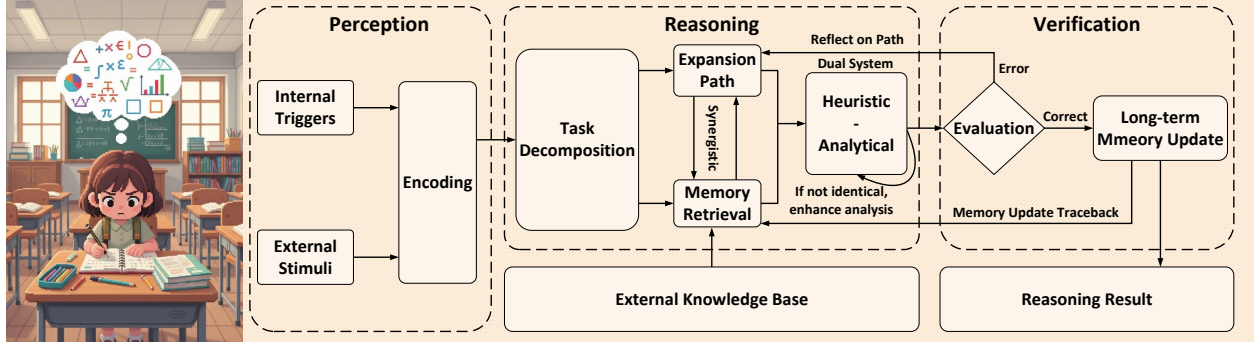 Perception
Internal
Triggers
External
Stimuli
Encoding
Reasoning
Task
Decomposition
Expansion
Path
Synergistic
Memory
Retrieval
Reflect on Path
Dual System
Heuristic
-
Analytical
If not identical,
enhance analysis
Verification
Error
Evaluation
Correct
Long-term
Mmeory Update
Memory Update Traceback
External Knowledge Base
Reasoning Result